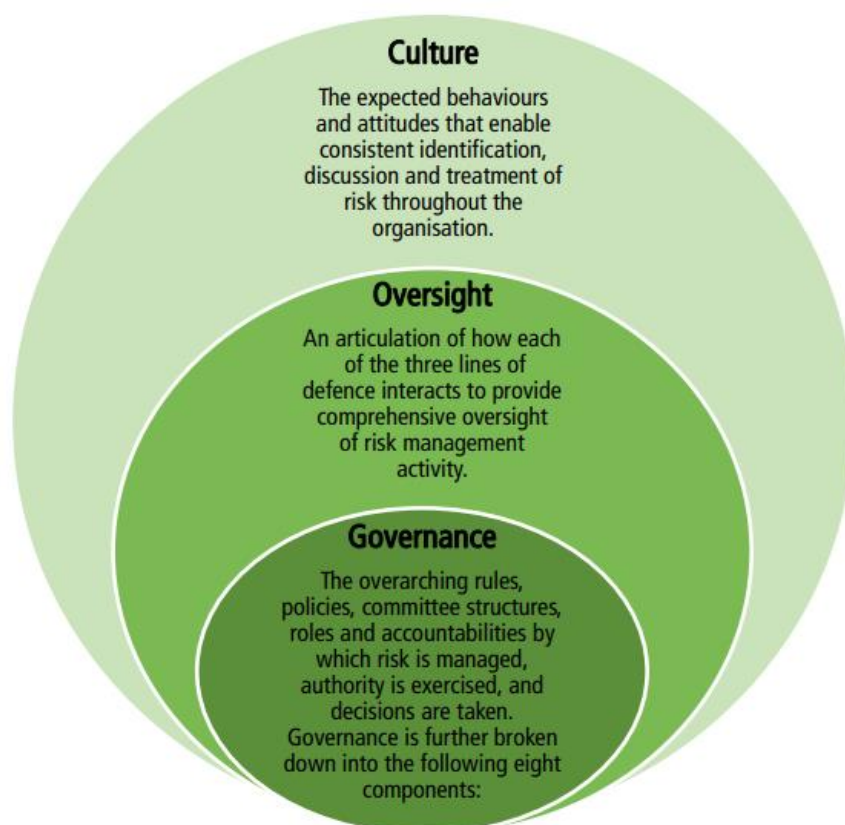 Culture
The expected behaviours
and attitudes that enable
consistent identification,
discussion and treatment of
risk throughout the
organisation.
Oversight
An articulation of how each
of the three lines of
defence interacts to provide
comprehensive oversight
of risk management
activity.
Governance
The overarching rules,
policies, committee structures,
roles and accountabilities by
which risk is managed,
authority is exercised, and
decisions are taken.
Governance is further broken
down into the following eight
components: